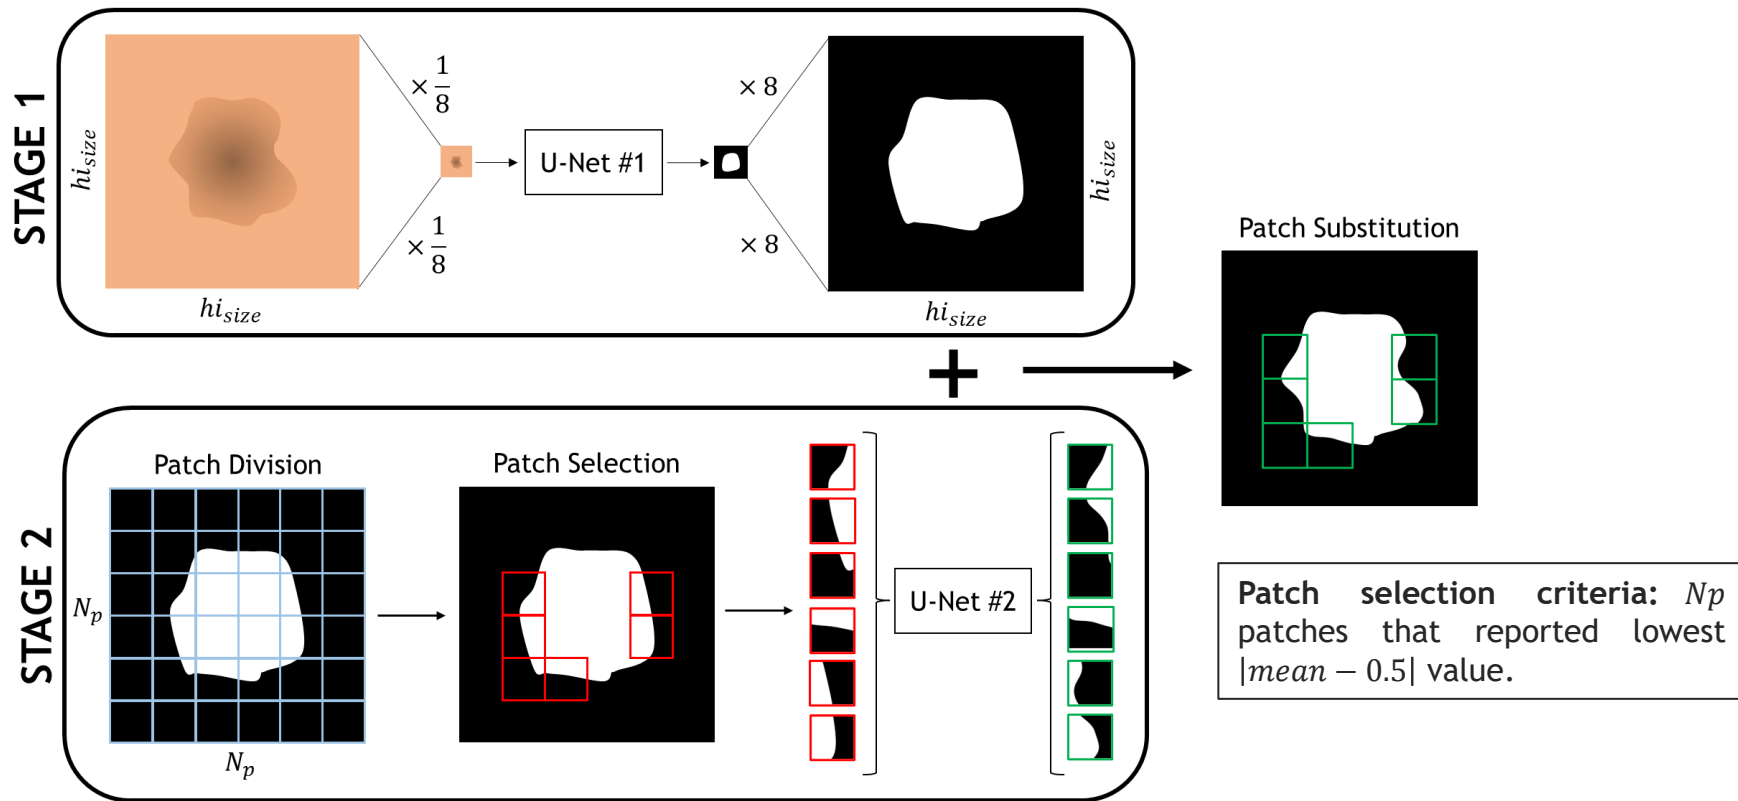 STAGE 1
hi_size
hi_size
× 1/8
× 1/8
U-Net #1
× 8
× 8
hi_size
hi_size
Patch Substitution
+
STAGE 2
Patch Division
N_p
N_p
Patch Selection
U-Net #2
Patch selection criteria: Np
patches that reported lowest
|mean − 0.5| value.